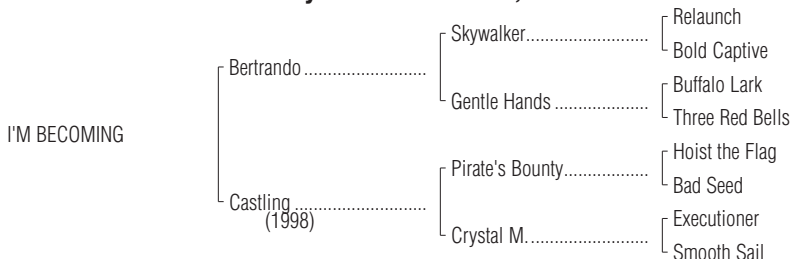 Relaunch
Skywalker..........................
Bold Captive
Bertrando ..........................
Buffalo Lark
Gentle Hands ....................
Three Red Bells
I'M BECOMING
Hoist the Flag
Pirate's Bounty..................
Bad Seed
Castling ............................
(1998)
Executioner
Crystal M. .........................
Smooth Sail